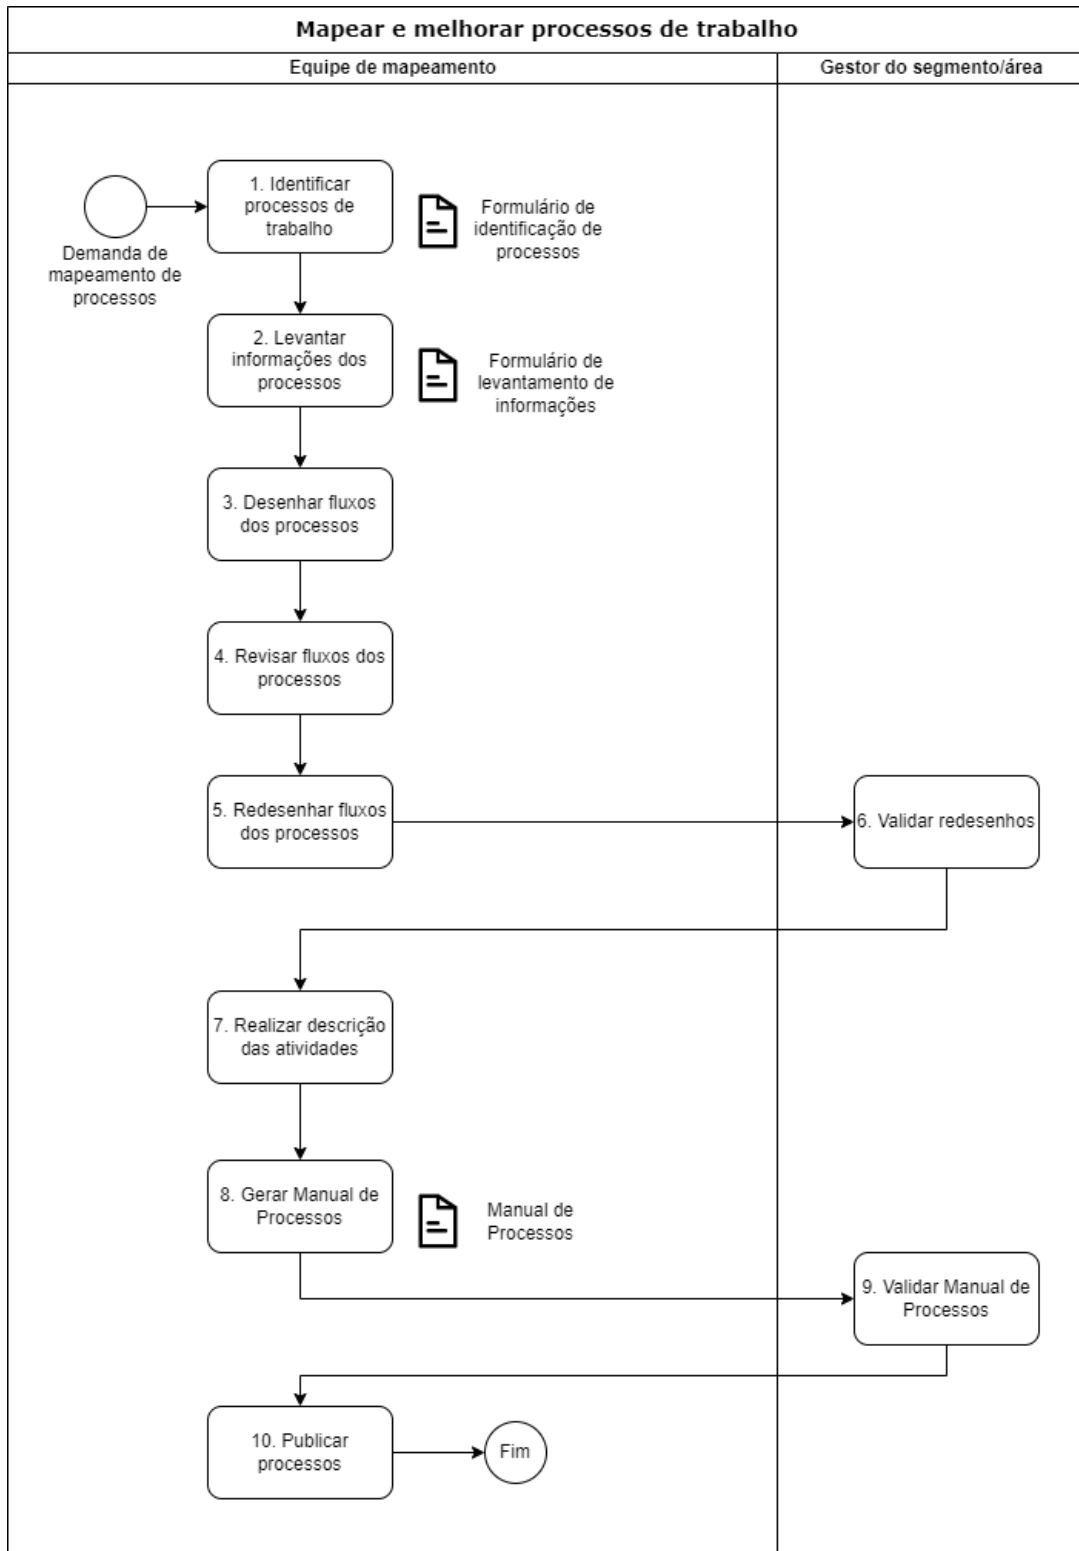 Mapear e melhorar processos de trabalho
Equipe de mapeamento
Gestor do segmento/área
1. Identificar
processos de
trabalho
Formulário de
identificação de
processos
Demanda de
mapeamento de
processos
2. Levantar
informações dos
processos
Formulário de
levantamento de
informações
3. Desenhar fluxos
dos processos
4. Revisar fluxos dos
processos
5. Redesenhar fluxos
dos processos
6. Validar redesenhos
7. Realizar descrição
das atividades
8. Gerar Manual de
Processos
Manual de
Processos
9. Validar Manual de
Processos
10. Publicar
processos
Fim